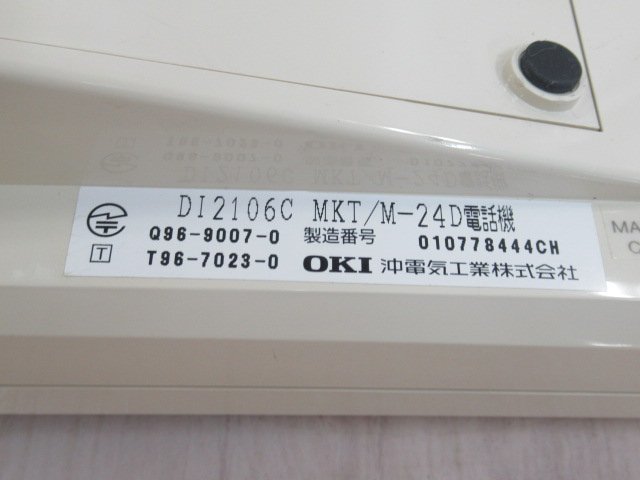 DI2106C MKT/M-24D電話機
Q96-9007-0 製造番号 010778444CH
T T96-7023-0 OKI 沖電気工業株式会社
MA
C